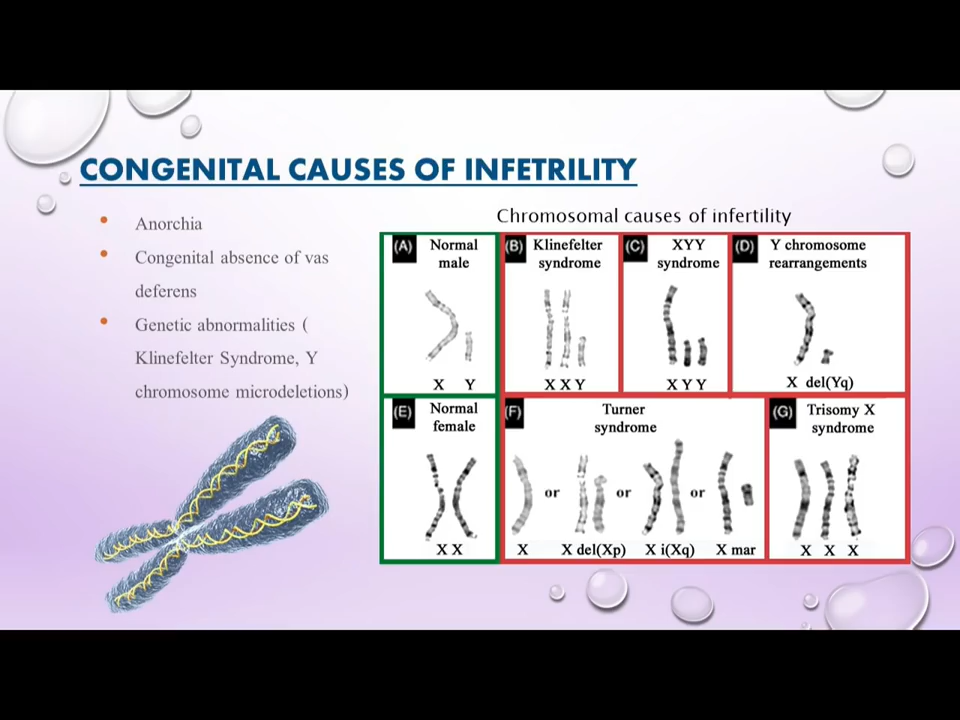 CONGENITAL CAUSES OF INFETRILITY
• Anorchia
• Congenital absence of vas
deferens
• Genetic abnormalities (
Klinefelter Syndrome, Y
chromosome microdeletions)
Chromosomal causes of infertility
(A) Normal
male
X Y
(B) Klinefelter
syndrome
X X Y
(C) XYY
syndrome
X Y Y
(D) Y chromosome
rearrangements
X del(Yq)
(E) Normal
female
X X
(F) Turner
syndrome
or or or
X X del(Xp) X i(Xq) X mar
(G) Trisomy X
syndrome
X X X